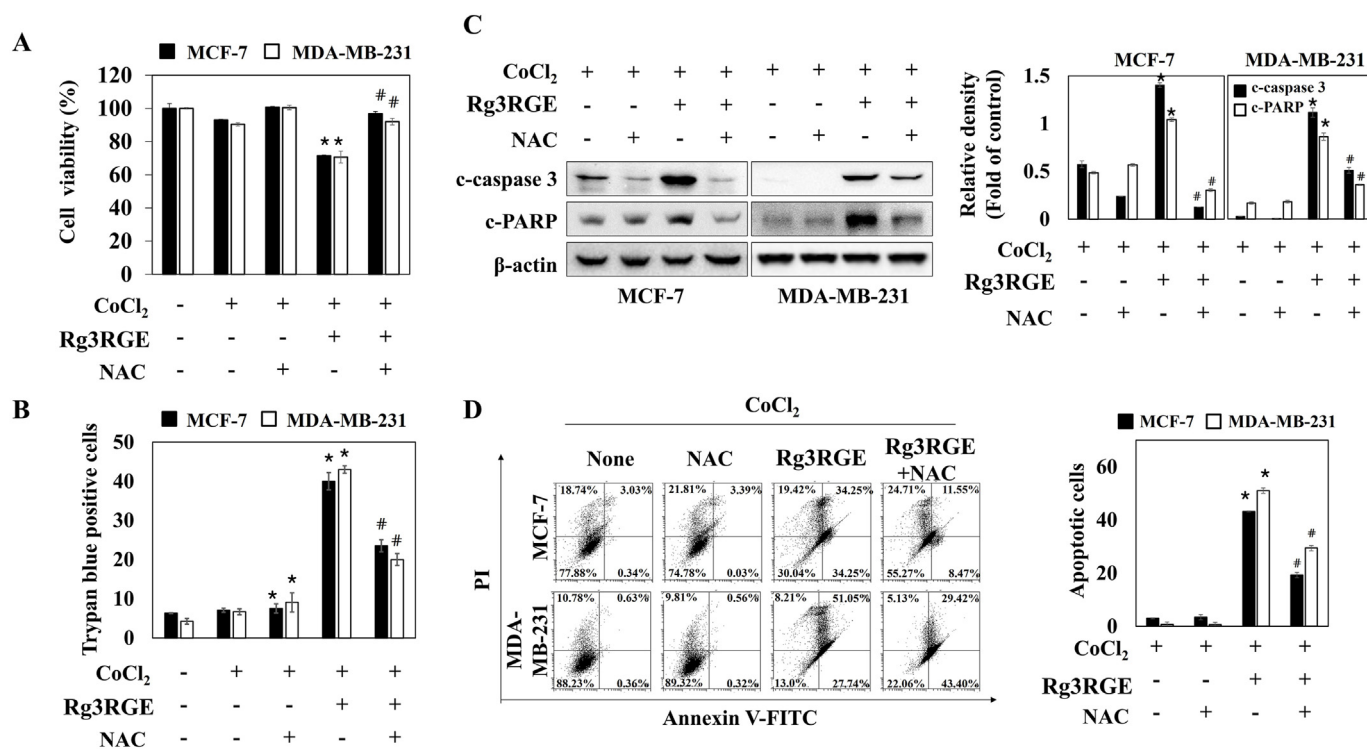 A
MCF-7 MDA-MB-231
Cell viability (%)
120
100
80
60
40
20
0
# #
* *
CoCl2 - + + + +
Rg3RGE - - - + +
NAC - - + - +
B
MCF-7 MDA-MB-231
Trypan blue positive cells
50
40
30
20
10
0
* * * * # #
CoCl2 - + + + +
Rg3RGE - - - + +
NAC - - + - +
C
CoCl2 + + + + + + + +
Rg3RGE - - + + - - + +
NAC - + - + - + - +
c-caspase 3
c-PARP
β-actin
MCF-7 MDA-MB-231
MCF-7 MDA-MB-231
Relative density
(Fold of control)
1.5
1
0.5
0
c-caspase 3
c-PARP
* * # # * * # #
CoCl2 + + + + + + + +
Rg3RGE - - + + - - + +
NAC - + - + - + - +
D
CoCl2
None NAC Rg3RGE Rg3RGE
+NAC
PI
MCF-7
18.74% 3.03% 21.81% 3.39% 19.42% 34.25% 24.71% 11.55%
77.88% 0.34% 74.78% 0.03% 30.04% 34.25% 55.27% 8.47%
MDA-
MB-231
10.78% 0.63% 9.81% 0.56% 8.21% 51.05% 5.13% 29.42%
88.23% 0.36% 89.32% 0.32% 13.0% 27.74% 22.06% 43.40%
Annexin V-FITC
MCF-7 MDA-MB-231
Apoptotic cells
60
40
20
0
* * # #
CoCl2 + + + +
Rg3RGE - - + +
NAC - + - +